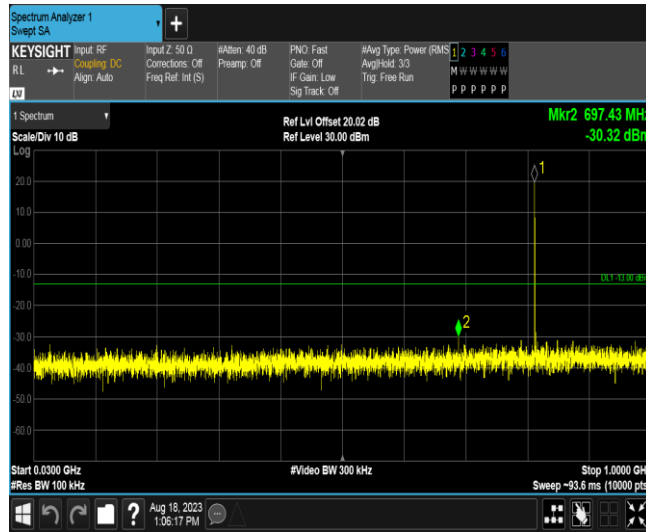 Spectrum Analyzer 1
Swept SA
KEYSIGHT
RL
LXI
Input: RF
Coupling: DC
Align: Auto
Input Z: 50 Ω
Corrections: Off
Freq Ref: Int (S)
#Atten: 40 dB
Preamp: Off
PNO: Fast
Gate: Off
IF Gain: Low
Sig Track: Off
#Avg Type: Power (RMS
Avg|Hold: 3/3
Trig: Free Run
1 2 3 4 5 6
M W W W W W
P P P P P P
1 Spectrum
Scale/Div 10 dB
Log
Ref Lvl Offset 20.02 dB
Ref Level 30.00 dBm
Mkr2 697.43 MHz
-30.32 dBm
1
20.0
10.0
0.00
-10.0
DL1 -13.00 dBm
-20.0
2
-30.0
-40.0
-50.0
-60.0
Start 0.0300 GHz
#Res BW 100 kHz
#Video BW 300 kHz
Stop 1.0000 GHz
Sweep ~93.6 ms (10000 pts)
?
Aug 18, 2023
1:06:17 PM